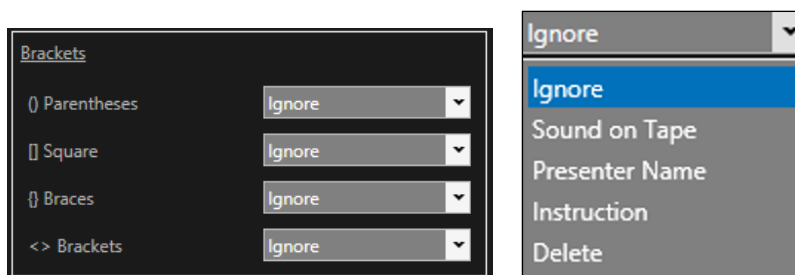 Brackets
() Parentheses Ignore
[] Square Ignore
{} Braces Ignore
<> Brackets Ignore
Ignore
Ignore
Sound on Tape
Presenter Name
Instruction
Delete